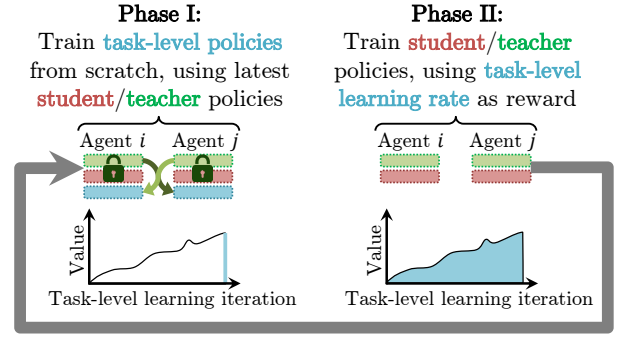 Phase I:
Train task-level policies
from scratch, using latest
student/teacher policies
Agent i
Agent j
Value
Task-level learning iteration
Phase II:
Train student/teacher
policies, using task-level
learning rate as reward
Agent i
Agent j
Value
Task-level learning iteration